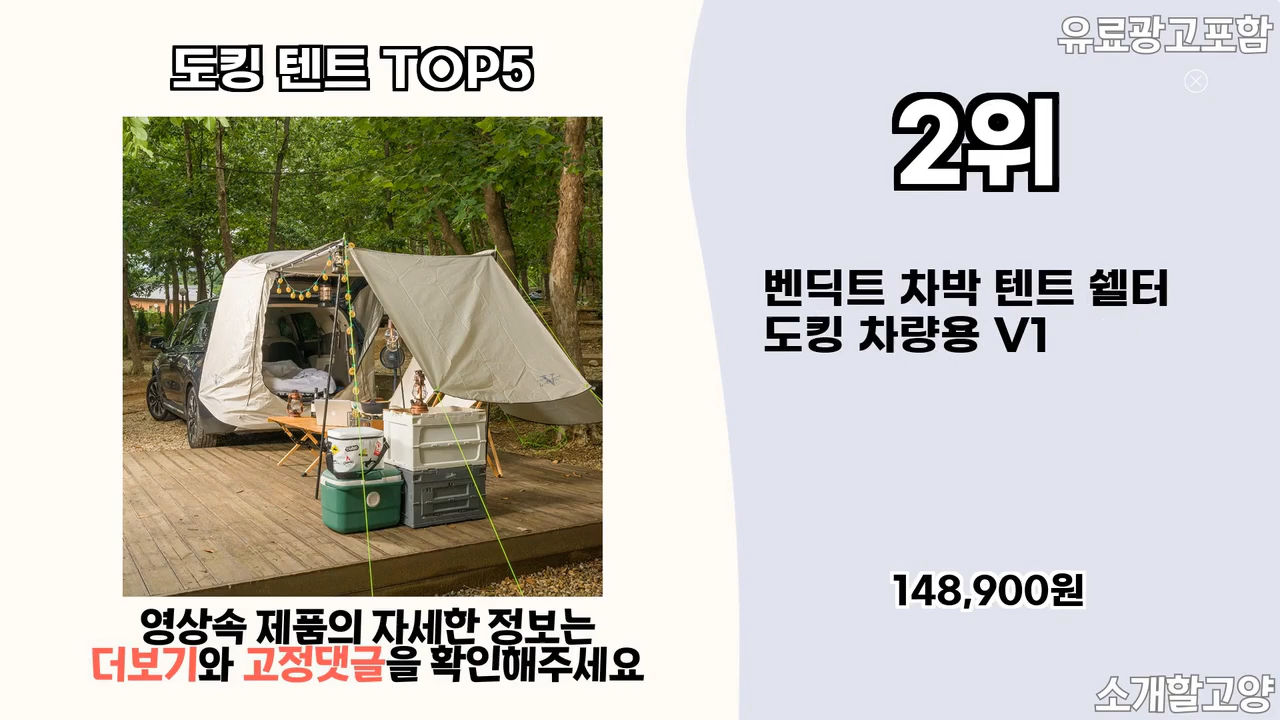 도킹 텐트 TOP5
유료광고포함
2위
벤딕트 차박 텐트 쉘터
도킹 차량용 V1
148,900원
영상속 제품의 자세한 정보는
더보기와 고정댓글을 확인해주세요
소개할고양